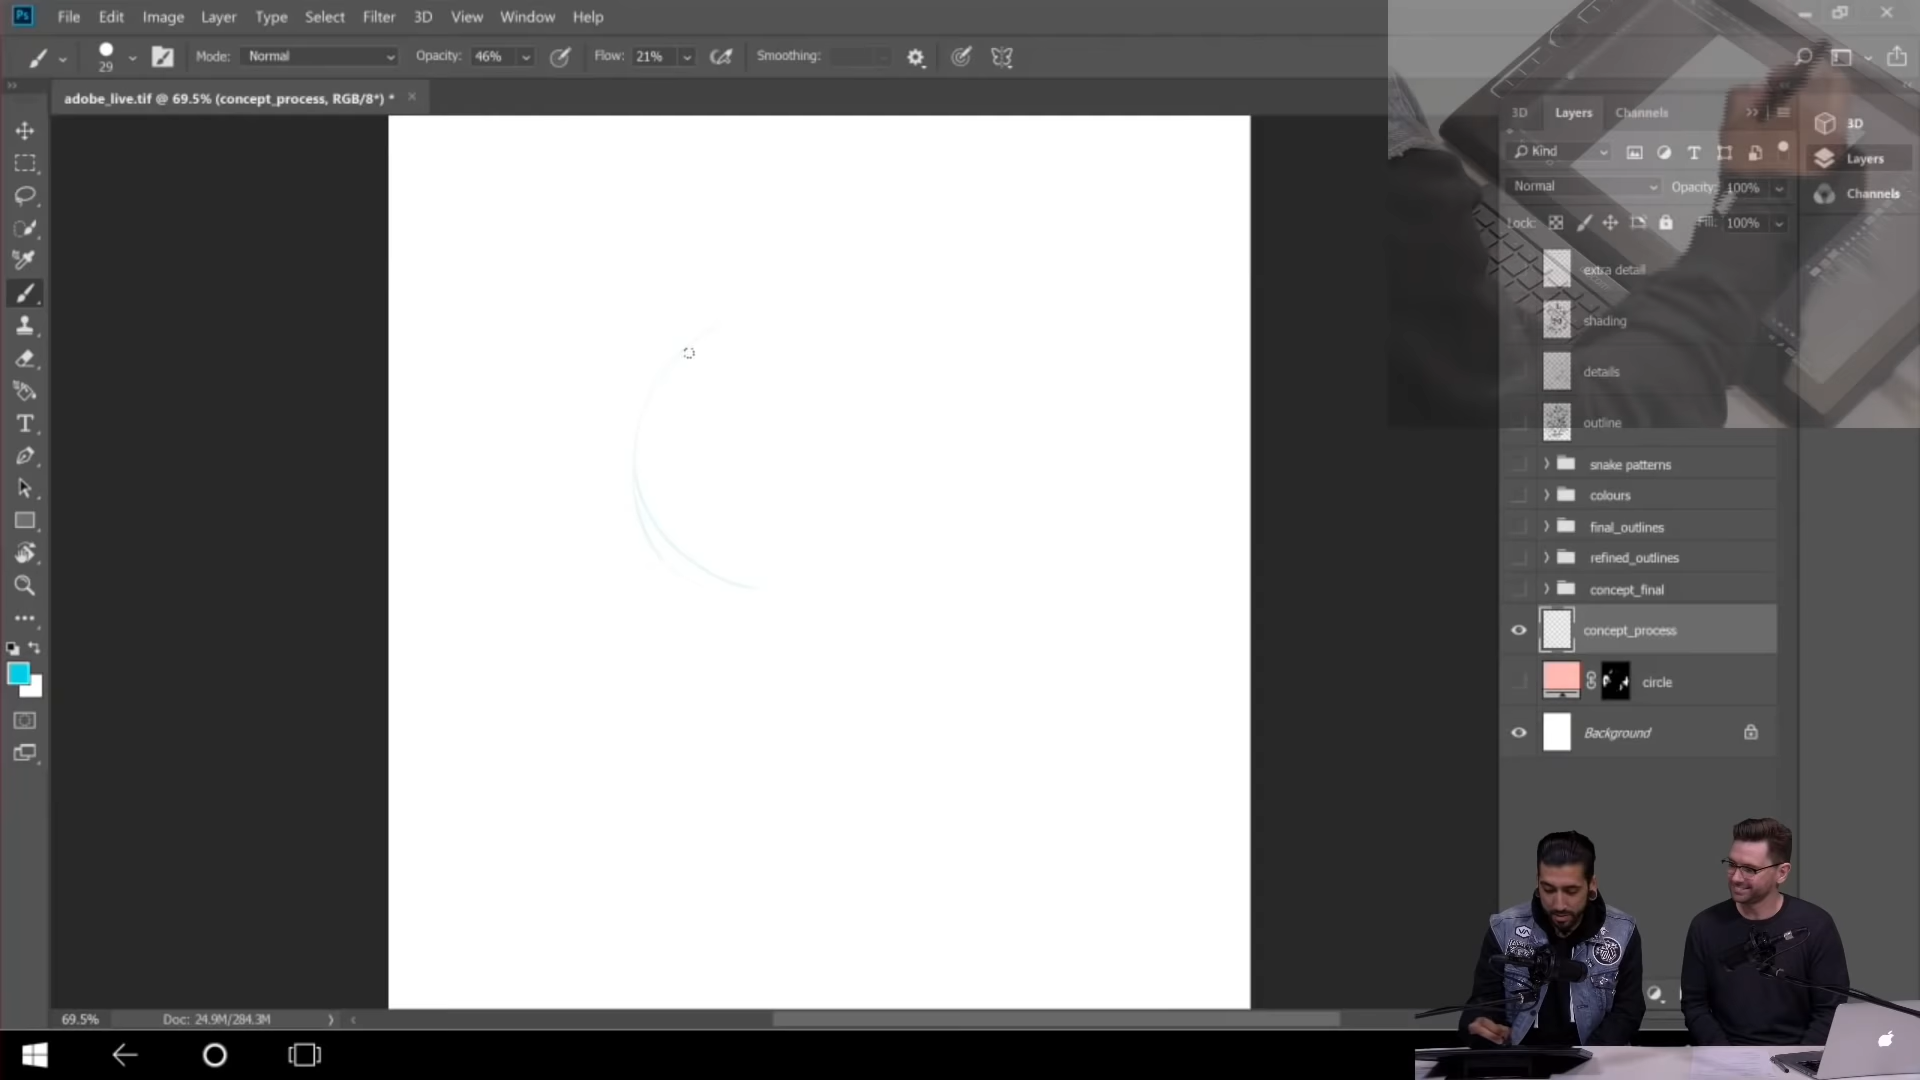 Ps File Edit Image Layer Type Select Filter 3D View Window Help
29 Mode: Normal Opacity: 46% Flow: 21% Smoothing:
adobe_live.tif @ 69.5% (concept_process, RGB/8*) * ×
3D Layers Channels
Kind
Normal Opacity: 100%
Lock: Fill: 100%
extra detail
shading
details
outline
snake patterns
colours
final_outlines
refined_outlines
concept_final
concept_process
circle
Background
3D
Layers
Channels
69.5% Doc: 24.9M/284.3M